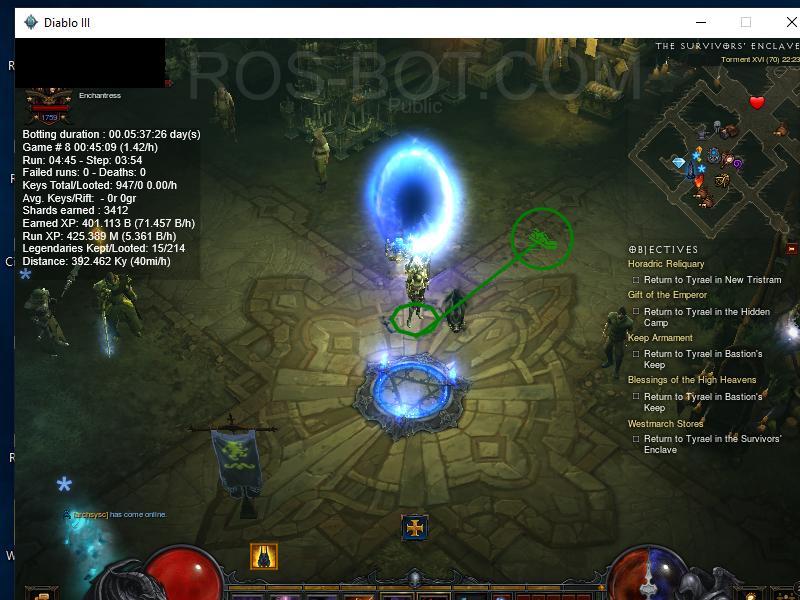 Diablo III
THE SURVIVORS' ENCLAVE
Torment XVI (70) 22:23
ROS-BOT.COM
Public
Enchantress
1759
Botting duration : 00.05:37:26 day(s)
Game # 8 00:45:09 (1.42/h)
Run: 04:45 - Step: 03:54
Failed runs: 0 - Deaths: 0
Keys Total/Looted: 947/0 0.00/h
Avg. Keys/Rift: - 0r 0gr
Shards earned : 3412
Earned XP: 401.113 B (71.457 B/h)
Run XP: 425.389 M (5.361 B/h)
Legendaries Kept/Looted: 15/214
Distance: 392.462 Ky (40mi/h)
OBJECTIVES
Horadric Reliquary
Return to Tyrael in New Tristram
Gift of the Emperor
Return to Tyrael in the Hidden
Camp
Keep Armament
Return to Tyrael in Bastion's
Keep
Blessings of the High Heavens
Return to Tyrael in Bastion's
Keep
Westmarch Stores
Return to Tyrael in the Survivors'
Enclave
[archsysc] has come online.